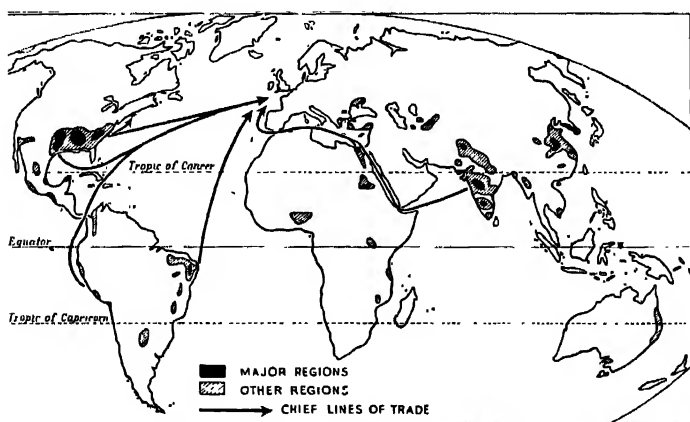 Tropic of Cancer
Equator
Tropic of Capricorn
MAJOR REGIONS
OTHER REGIONS
CHIEF LINES OF TRADE